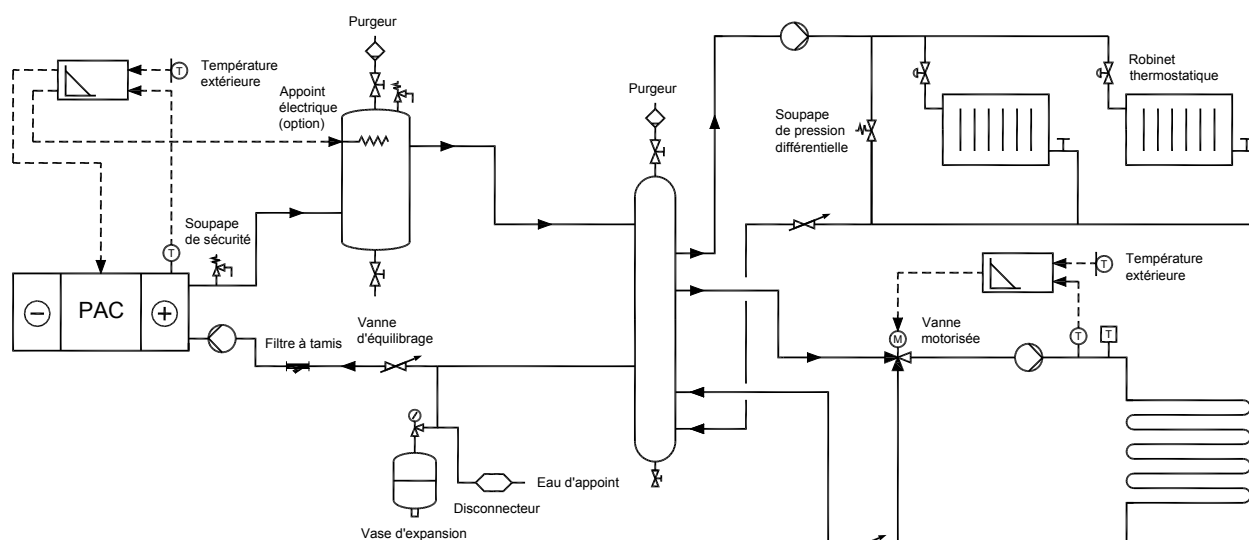 Purgeur
Température
extérieure
T
Appoint
électrique
(option)
Purgeur
Robinet
thermostatique
Soupape
de pression
différentielle
Soupape
de sécurité
T
Température
extérieure
T
PAC
Filtre à tamis
Vanne
d'équilibrage
M
Vanne
motorisée
T
T
Eau d'appoint
Disconnecteur
Vase d'expansion